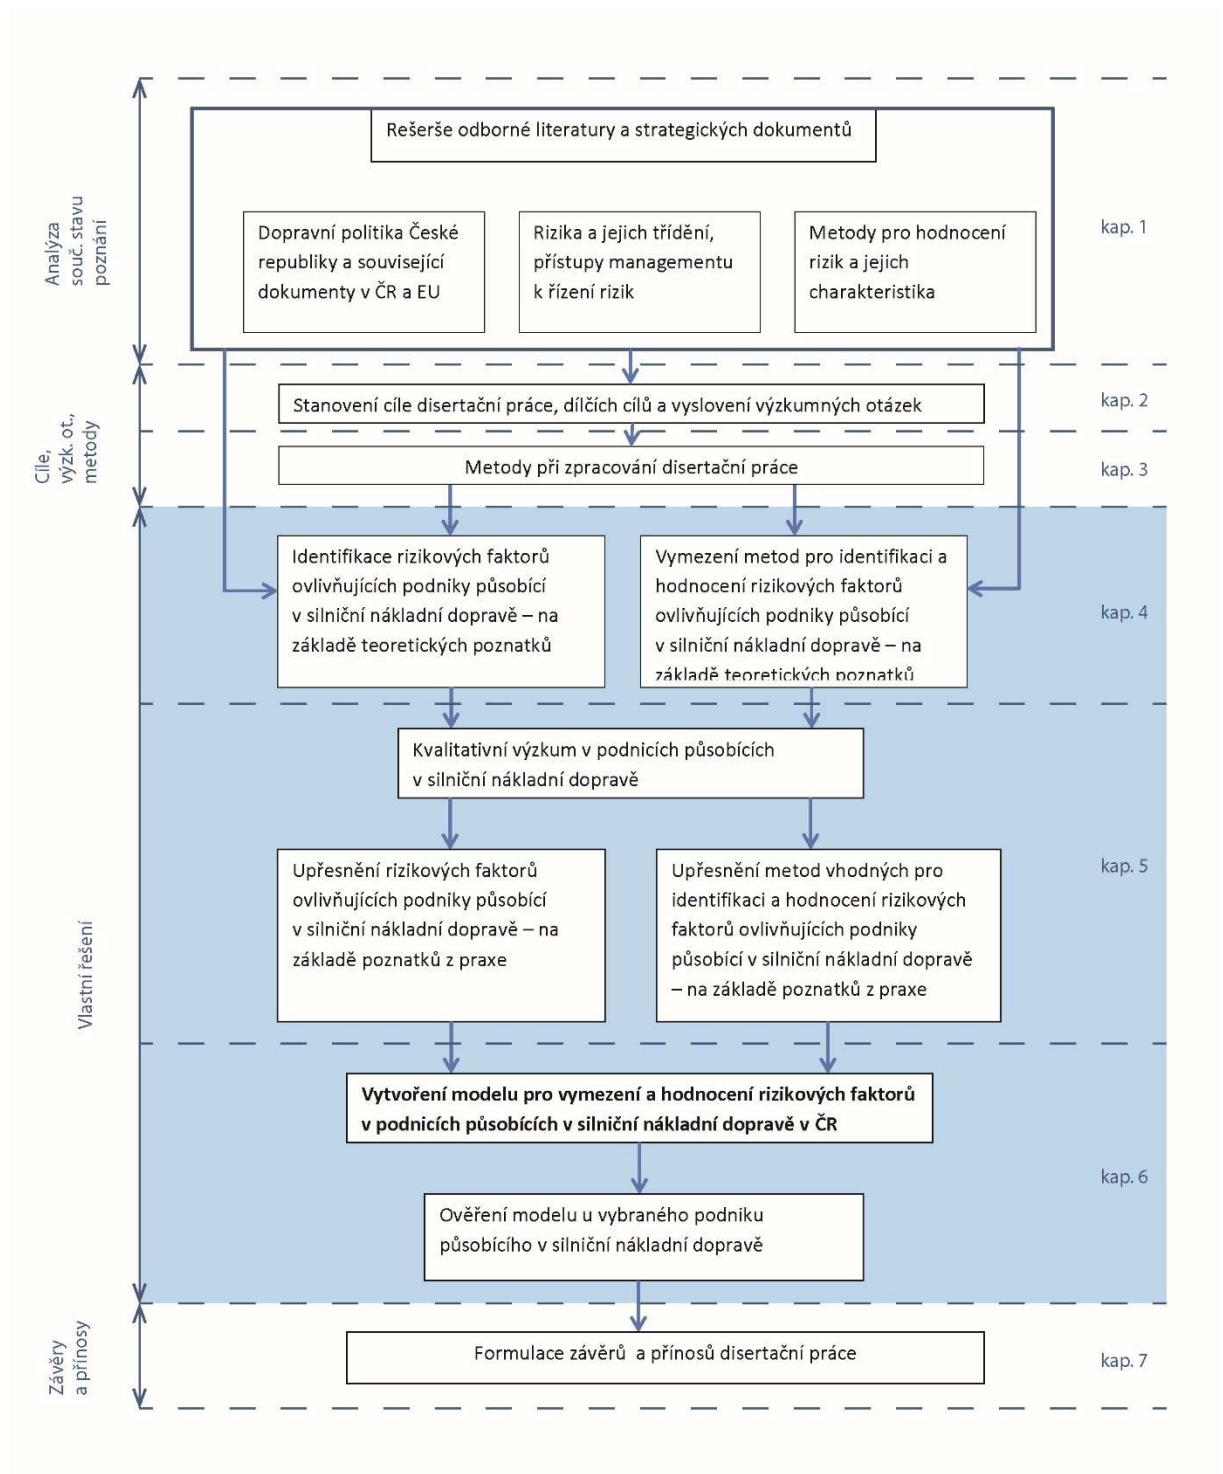 Rešerše odborné literatury a strategických dokumentů
Analýza
souč. stavu
poznání
Dopravní politika České
republiky a související
dokumenty v ČR a EU
Rizika a jejich třídění,
přístupy managementu
k řízení rizik
Metody pro hodnocení
rizik a jejich
charakteristika
kap. 1
Cíle,
výzk. ot.,
metody
Stanovení cíle disertační práce, dílčích cílů a vyslovení výzkumných otázek
kap. 2
Metody při zpracování disertační práce
kap. 3
Vlastní řešení
Identifikace rizikových faktorů
ovlivňujících podniky působící
v silniční nákladní dopravě – na
základě teoretických poznatků
Vymezení metod pro identifikaci a
hodnocení rizikových faktorů
ovlivňujících podniky působící
v silniční nákladní dopravě – na
základě teoretických poznatků
kap. 4
Kvalitativní výzkum v podnicích působících
v silniční nákladní dopravě
Upřesnění rizikových faktorů
ovlivňujících podniky působící
v silniční nákladní dopravě – na
základě poznatků z praxe
Upřesnění metod vhodných pro
identifikaci a hodnocení rizikových
faktorů ovlivňujících podniky
působící v silniční nákladní dopravě
– na základě poznatků z praxe
kap. 5
Vytvoření modelu pro vymezení a hodnocení rizikových faktorů
v podnicích působících v silniční nákladní dopravě v ČR
Ověření modelu u vybraného podniku
působícího v silniční nákladní dopravě
kap. 6
Závěry
a přínosy
Formulace závěrů a přínosů disertační práce
kap. 7